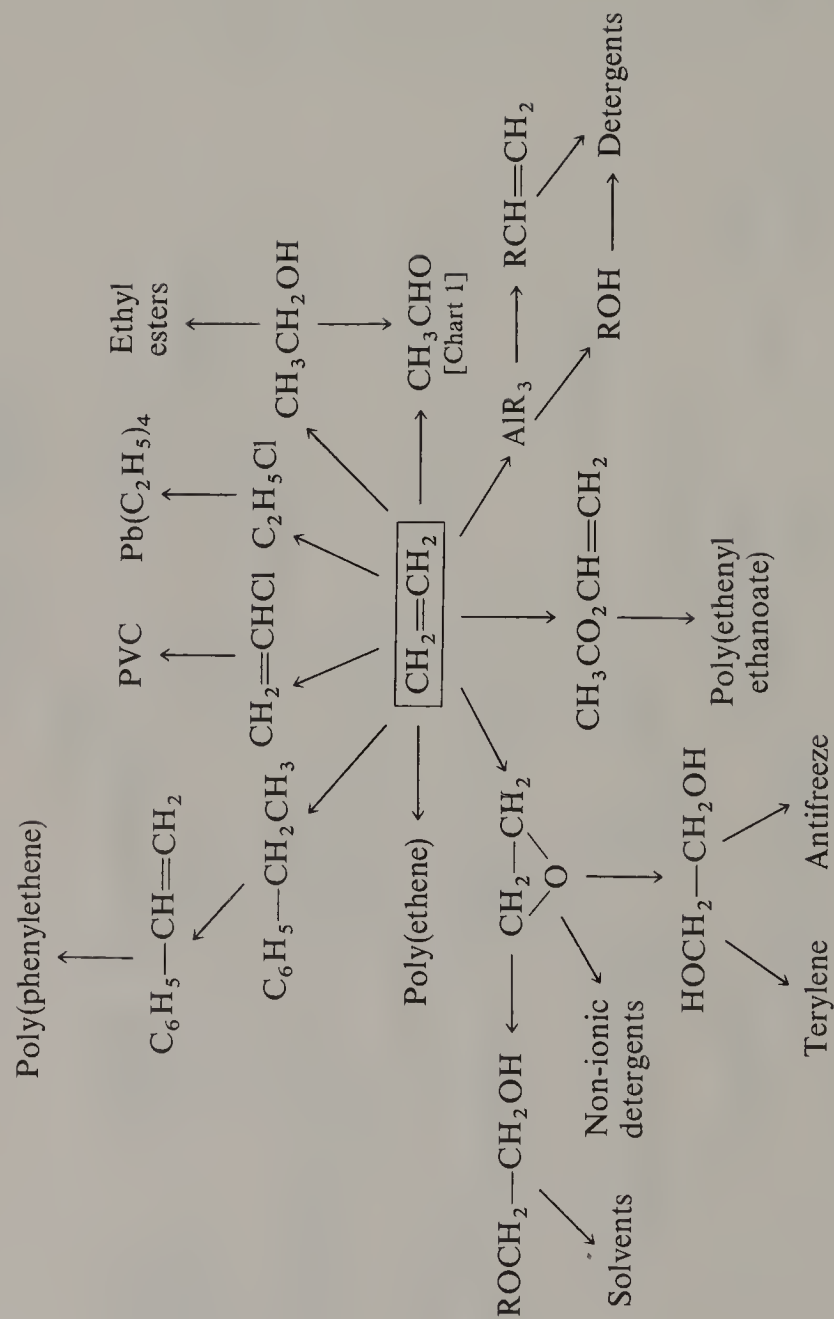 Poly(phenylethene)
C₆H₅—CH=CH₂
PVC
Pb(C₂H₅)₄
Ethyl
esters
C₆H₅—CH₂CH₃
CH₂=CHCl
C₂H₅Cl
CH₃CH₂OH
Poly(ethene)
CH₂=CH₂
CH₃CHO
[Chart 1]
ROCH₂—CH₂OH
CH₂—CH₂
O
AlR₃
RCH=CH₂
Solvents
Non-ionic
detergents
CH₃CO₂CH=CH₂
ROH
Detergents
HOCH₂—CH₂OH
Poly(ethenyl
ethanoate)
Terylene
Antifreeze